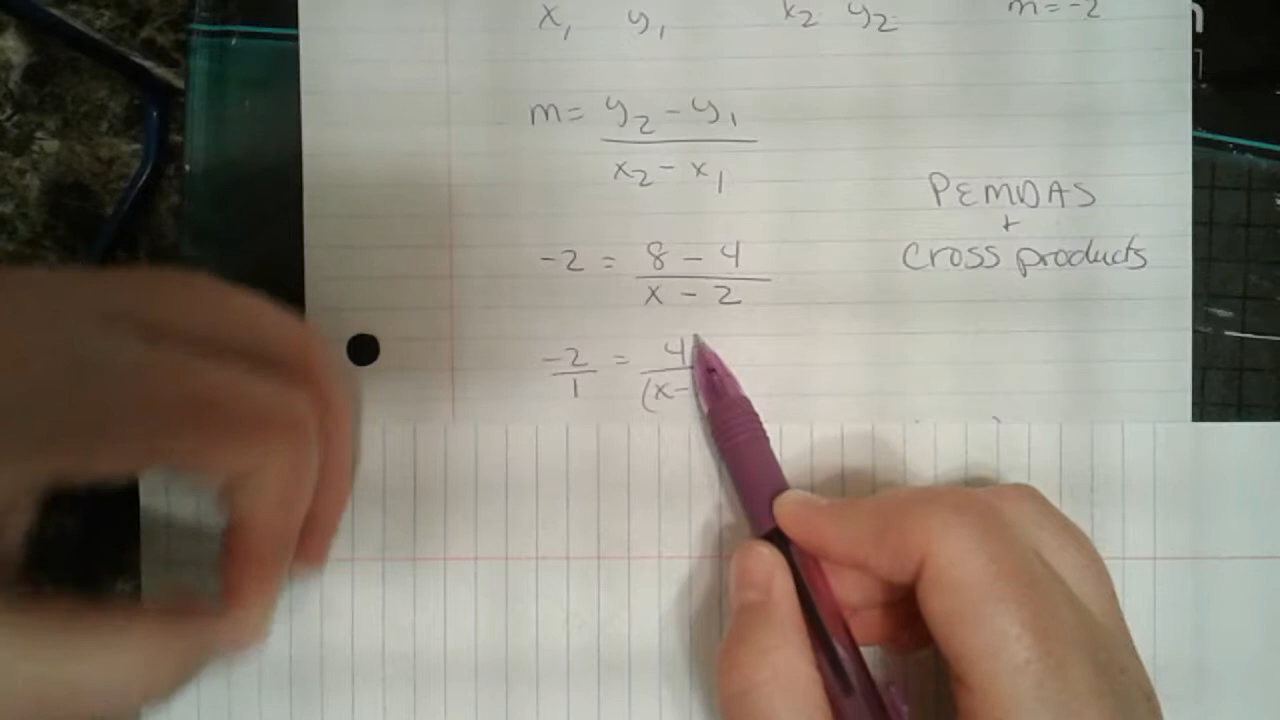 x₁ y₁ x₂ y₂ m = -2
m = y₂ - y₁
x₂ - x₁
PEMDAS
+
cross products
-2 = 8 - 4
x - 2
-2 = 4
1 (x-